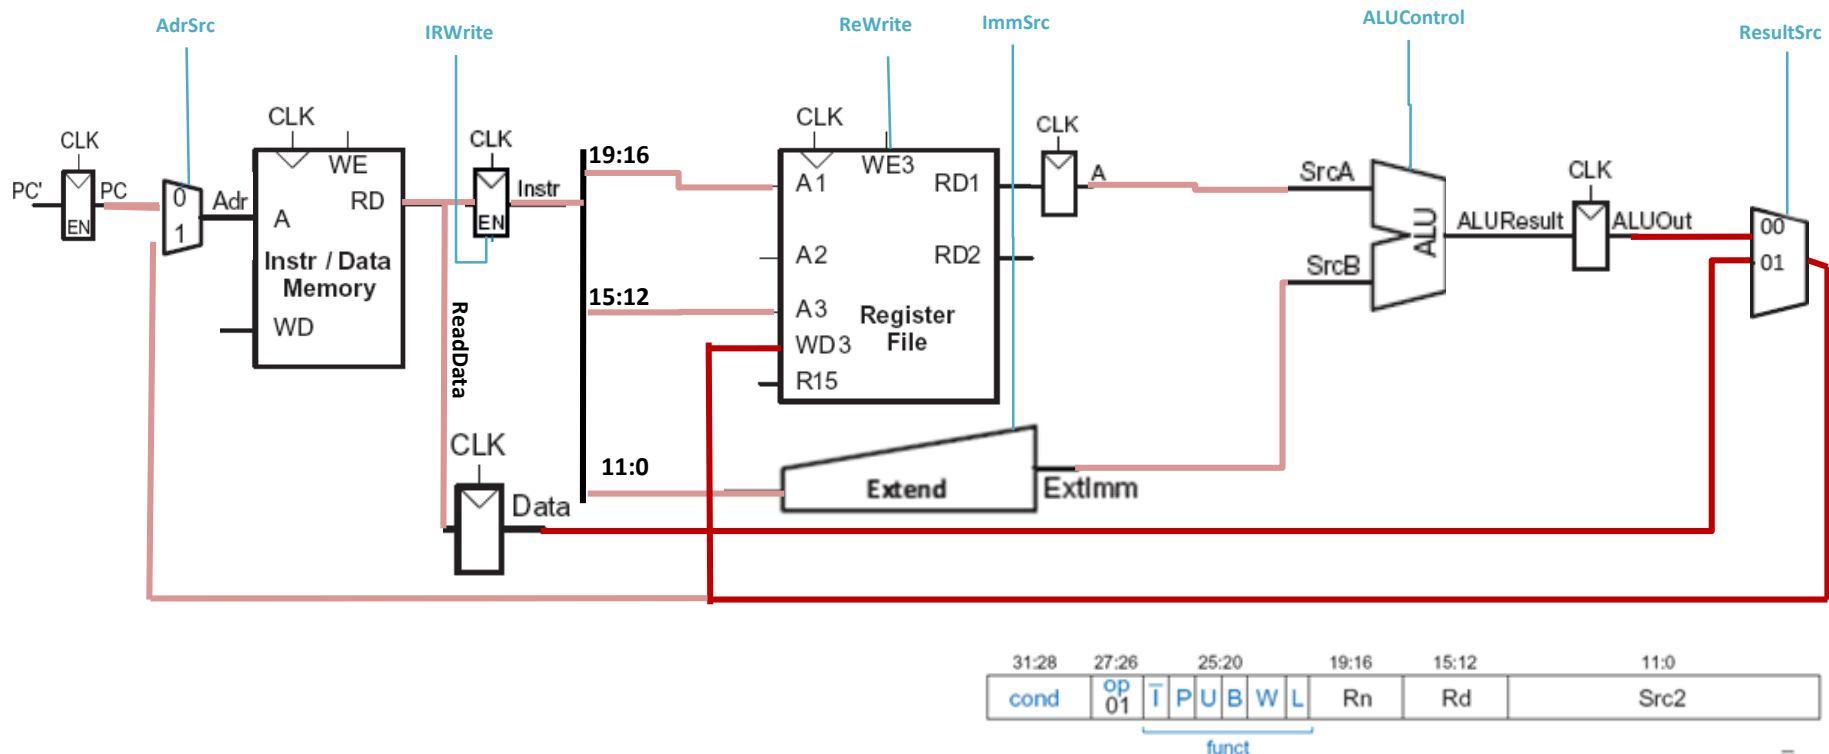 AdrSrc
IRWrite
ReWrite
ImmSrc
ALUControl
ResultSrc
CLK
CLK
CLK
CLK
CLK
CLK
PC'
EN
PC
0
1
Adr
WE
RD
A
Instr / Data
Memory
WD
EN
Instr
ReadData
CLK
Data
19:16
15:12
11:0
A1
A2
A3
WD3
R15
WE3
RD1
RD2
Register
File
Extend
ExtImm
A
SrcA
SrcB
ALU
ALUResult
ALUOut
00
01
31:28 27:26 25:20 19:16 15:12 11:0
cond op 01 I P U B W L Rn Rd Src2
funct